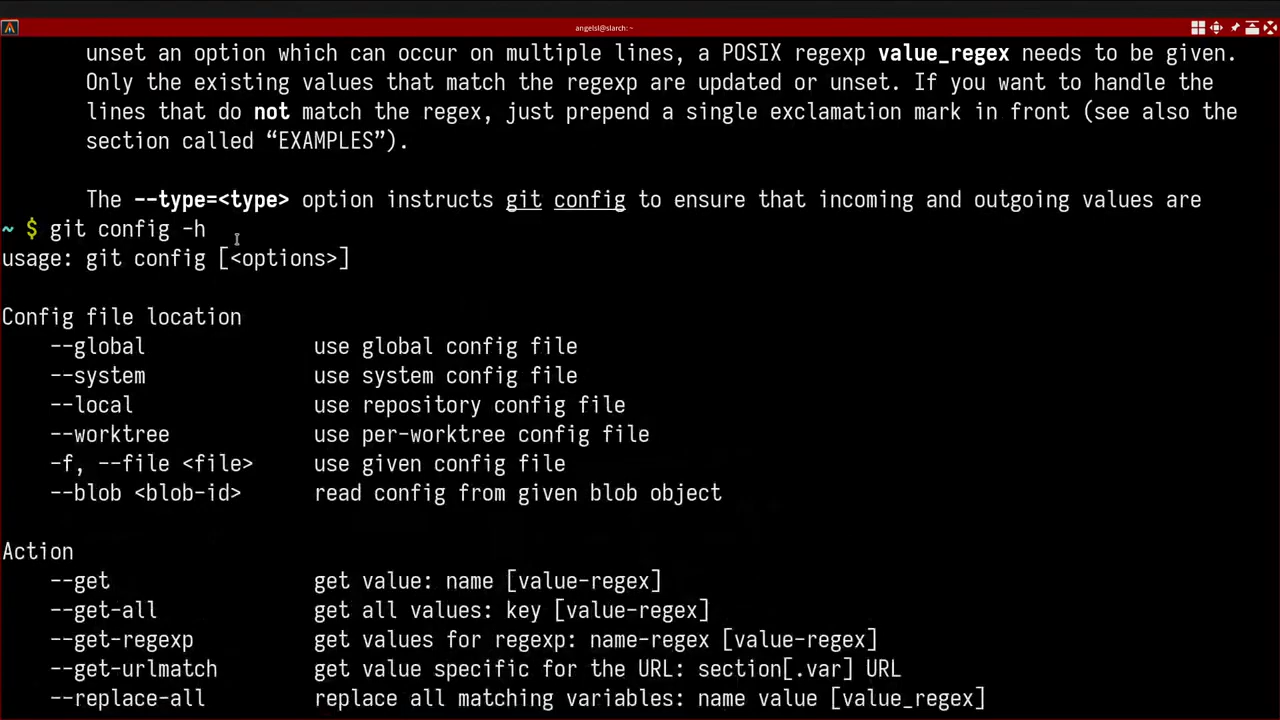 angelsl@slarch: ~
unset an option which can occur on multiple lines, a POSIX regexp value_regex needs to be given.
Only the existing values that match the regexp are updated or unset. If you want to handle the
lines that do not match the regex, just prepend a single exclamation mark in front (see also the
section called “EXAMPLES”).
The --type=<type> option instructs git config to ensure that incoming and outgoing values are
~ $ git config -h
usage: git config [<options>]
Config file location
--global use global config file
--system use system config file
--local use repository config file
--worktree use per-worktree config file
-f, --file <file> use given config file
--blob <blob-id> read config from given blob object
Action
--get get value: name [value-regex]
--get-all get all values: key [value-regex]
--get-regexp get values for regexp: name-regex [value-regex]
--get-urlmatch get value specific for the URL: section[.var] URL
--replace-all replace all matching variables: name value [value_regex]